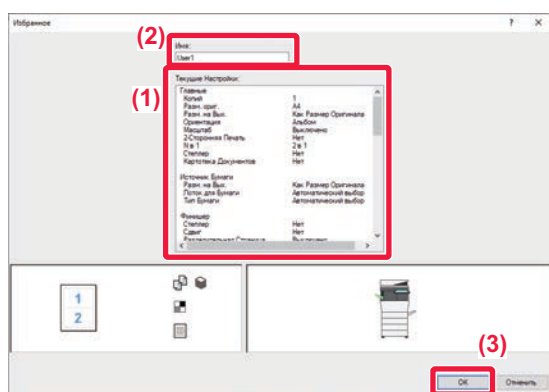 Избранное ? X
(2)
Имя:
User1
(1)
Текущие Настройки:
Главные
Копий 1
Разм. ориг. A4
Разм. на Вых. Как Размер Оригинала
Ориентация Альбом
Масштаб Выключено
2-Сторонняя Печать Нет
N в 1 2 в 1
Степлер Нет
Картотека Документов Нет
Источник Бумаги
Разм. на Вых. Как Размер Оригинала
Лоток для Бумаги Автоматический выбор
Тип Бумаги Автоматический выбор
Финишер
Степлер Нет
Сдвиг Нет
Разделительная Страница Выключено
1
2
(3)
OK Отменить